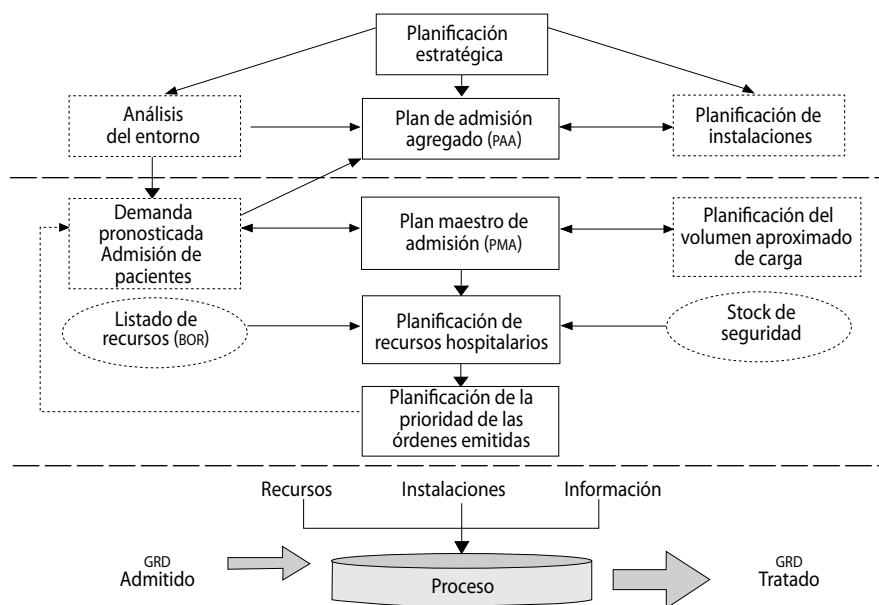 Planificación
estratégica
Análisis
del entorno
Plan de admisión
agregado (PAA)
Planificación de
instalaciones
Demanda
pronosticada
Admisión de
pacientes
Plan maestro de
admisión (PMA)
Planificación del
volumen aproximado
de carga
Listado de
recursos (BOR)
Planificación de
recursos hospitalarios
Stock de
seguridad
Planificación de la
prioridad de las
órdenes emitidas
Recursos
Instalaciones
Información
GRD
Admitido
Proceso
GRD
Tratado